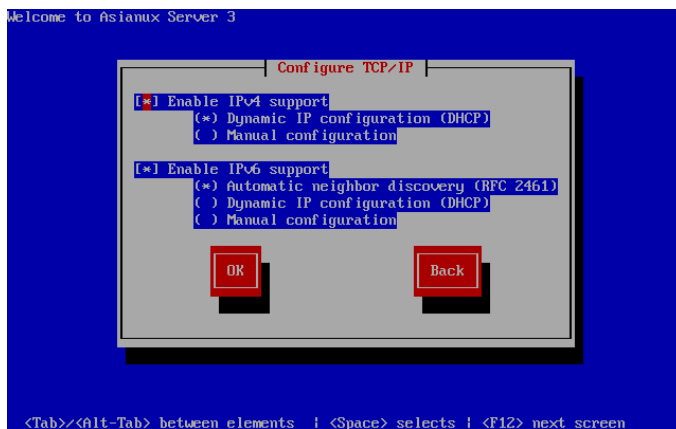 Welcome to Asianux Server 3
Configure TCP/IP
[*] Enable IPv4 support
(*) Dynamic IP configuration (DHCP)
( ) Manual configuration
[*] Enable IPv6 support
(*) Automatic neighbor discovery (RFC 2461)
( ) Dynamic IP configuration (DHCP)
( ) Manual configuration
OK Back
<Tab>/<Alt-Tab> between elements | <Space> selects | <F12> next screen